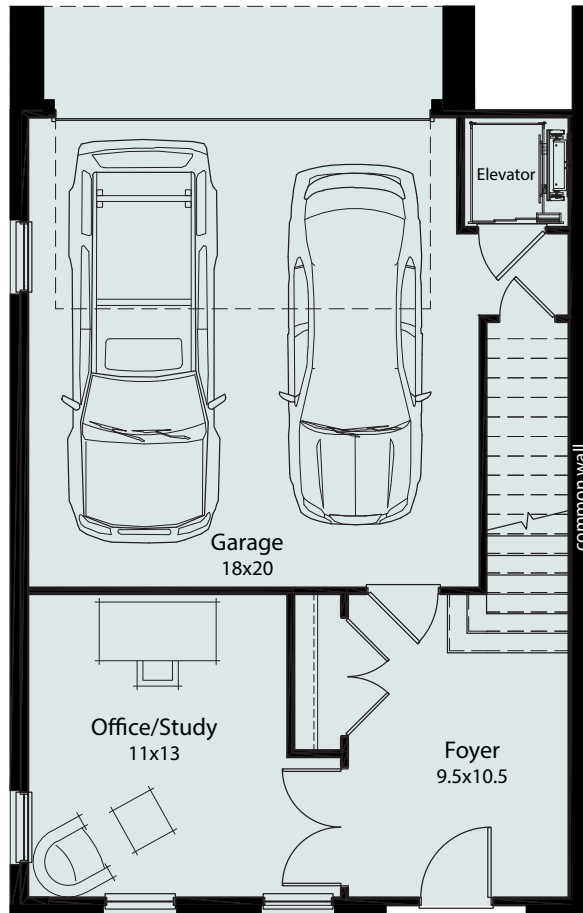 Elevator
common wall
Garage
18x20
Office/Study
11x13
Foyer
9.5x10.5